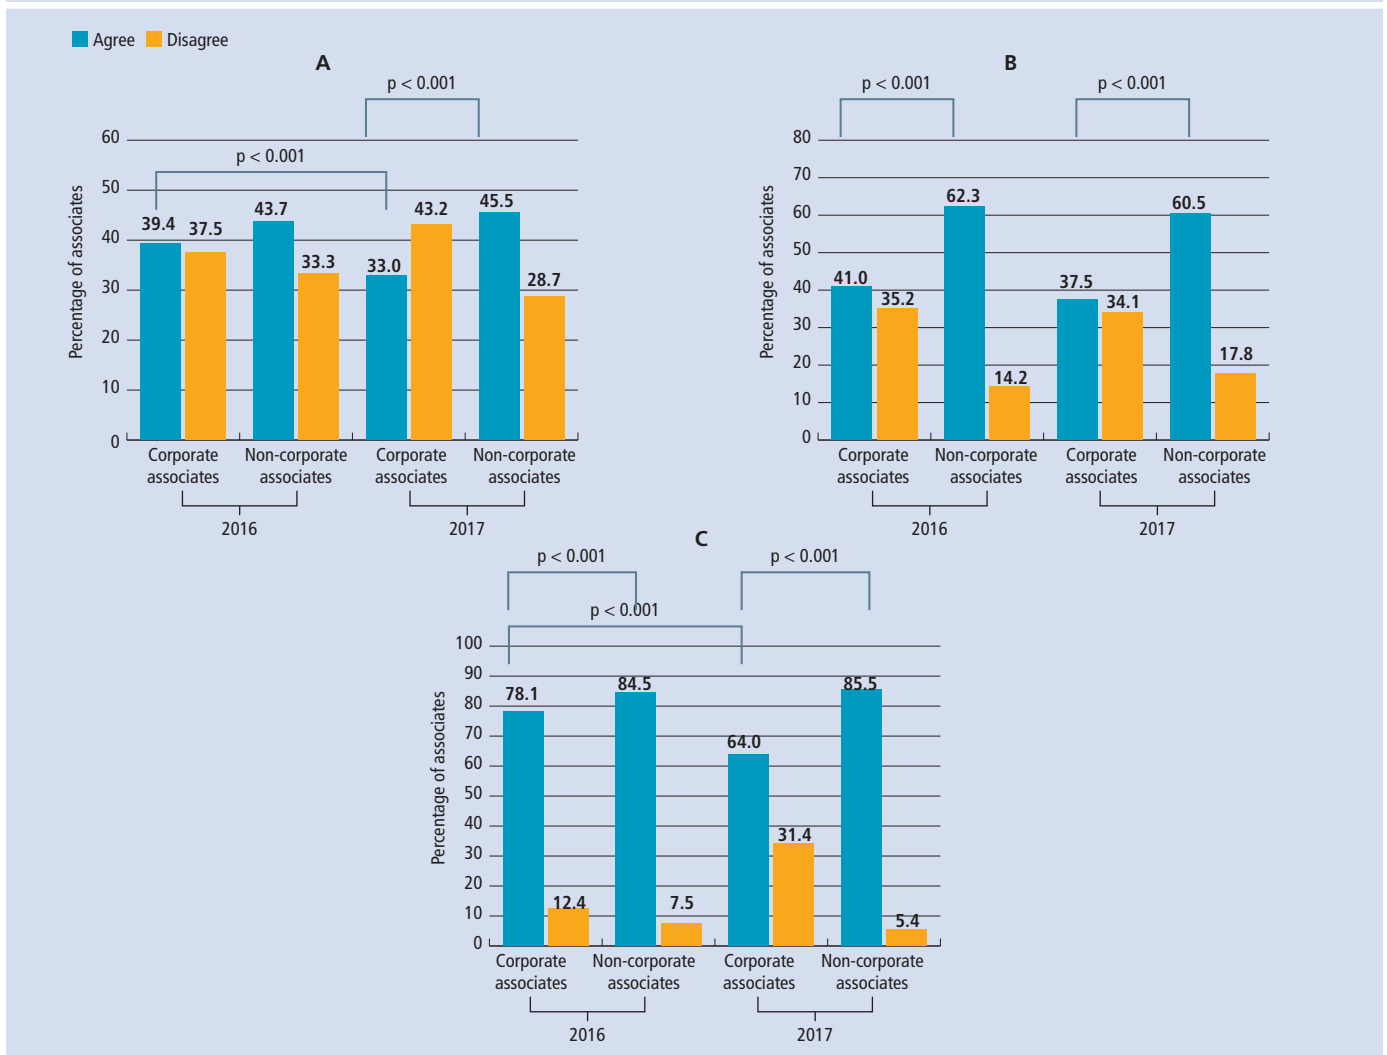 Agree Disagree
A
p < 0.001
p < 0.001
Percentage of associates
60
50
40
30
20
10
0
39.4 37.5 43.7 33.3 33.0 43.2 45.5 28.7
Corporate associates
Non-corporate associates
Corporate associates
Non-corporate associates
2016 2017
B
p < 0.001 p < 0.001
Percentage of associates
80
70
60
50
40
30
20
10
0
41.0 35.2 62.3 14.2 37.5 34.1 60.5 17.8
Corporate associates
Non-corporate associates
Corporate associates
Non-corporate associates
2016 2017
C
p < 0.001 p < 0.001
p < 0.001
Percentage of associates
100
90
80
70
60
50
40
30
20
10
0
78.1 12.4 84.5 7.5 64.0 31.4 85.5 5.4
Corporate associates
Non-corporate associates
Corporate associates
Non-corporate associates
2016 2017